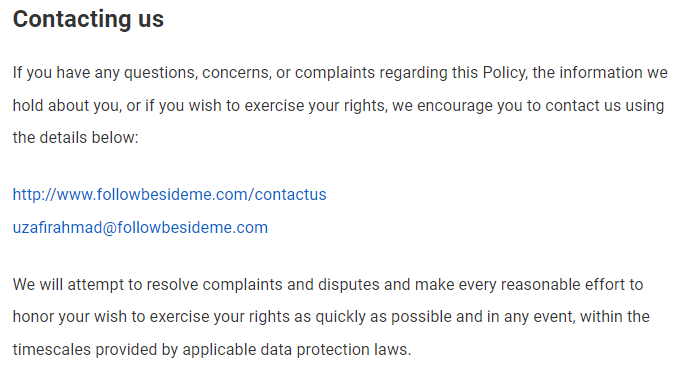 Contacting us
If you have any questions, concerns, or complaints regarding this Policy, the information we
hold about you, or if you wish to exercise your rights, we encourage you to contact us using
the details below:
http://www.followbesideme.com/contactus
uzafirahmad@followbesideme.com
We will attempt to resolve complaints and disputes and make every reasonable effort to
honor your wish to exercise your rights as quickly as possible and in any event, within the
timescales provided by applicable data protection laws.